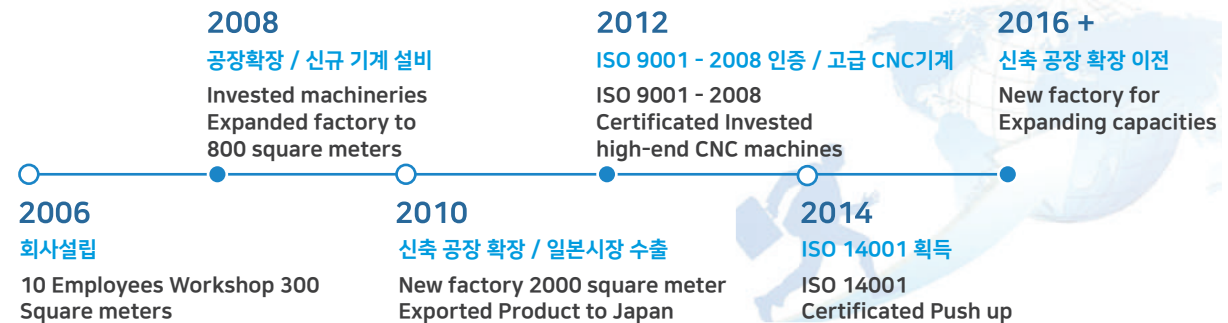 2008
공장확장 / 신규 기계 설비
Invested machineries
Expanded factory to
800 square meters
2012
ISO 9001 - 2008 인증 / 고급 CNC기계
ISO 9001 - 2008
Certificated Invested
high-end CNC machines
2016 +
신축 공장 확장 이전
New factory for
Expanding capacities
2006
회사설립
10 Employees Workshop 300
Square meters
2010
신축 공장 확장 / 일본시장 수출
New factory 2000 square meter
Exported Product to Japan
2014
ISO 14001 획득
ISO 14001
Certificated Push up